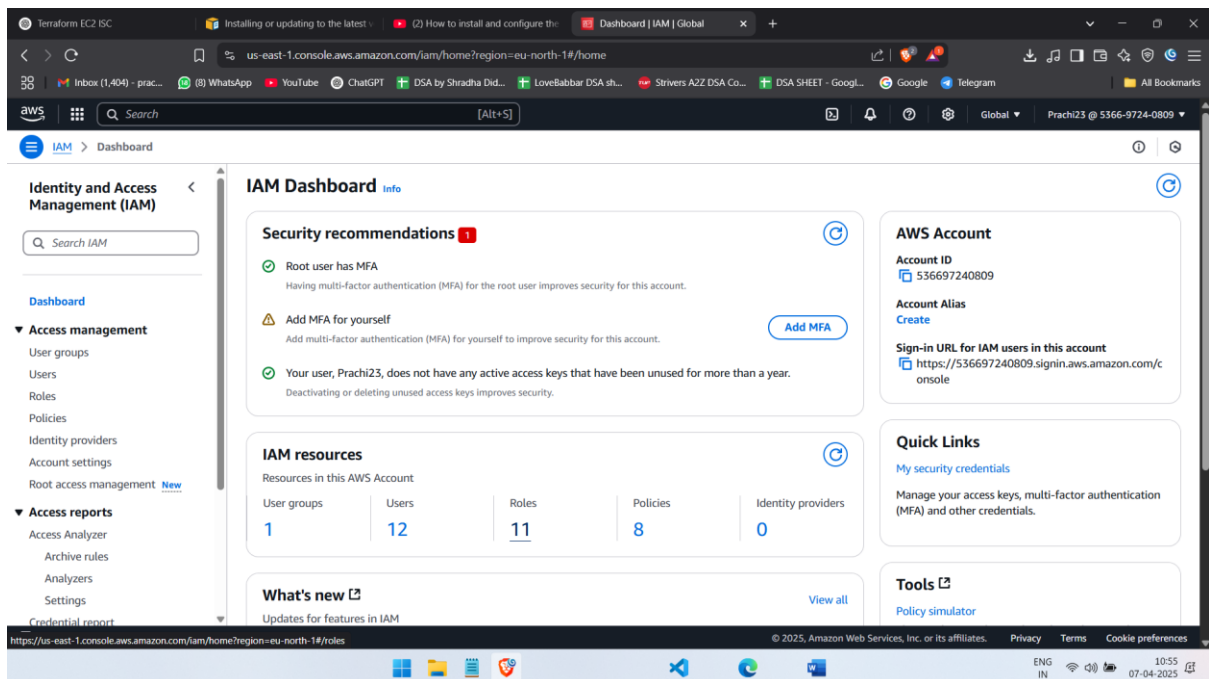 Terraform EC2 ISC
Installing or updating to the latest v
(2) How to install and configure the
Dashboard | IAM | Global
us-east-1.console.aws.amazon.com/iam/home?region=eu-north-1#/home
Inbox (1,404) - prac...
(8) WhatsApp
YouTube
ChatGPT
DSA by Shradha Did...
LoveBabbar DSA sh...
Strivers A2Z DSA Co...
DSA SHEET - Googl...
Google
Telegram
All Bookmarks
aws
Search
[Alt+S]
Global
Prachi23 @ 5366-9724-0809
IAM > Dashboard
Identity and Access
Management (IAM)
Search IAM
Dashboard
Access management
User groups
Users
Roles
Policies
Identity providers
Account settings
Root access management New
Access reports
Access Analyzer
Archive rules
Analyzers
Settings
Credential report
IAM Dashboard Info
Security recommendations 1
Root user has MFA
Having multi-factor authentication (MFA) for the root user improves security for this account.
Add MFA for yourself
Add multi-factor authentication (MFA) for yourself to improve security for this account.
Add MFA
Your user, Prachi23, does not have any active access keys that have been unused for more than a year.
Deactivating or deleting unused access keys improves security.
IAM resources
Resources in this AWS Account
User groups
Users
Roles
Policies
Identity providers
1
12
11
8
0
What's new
View all
Updates for features in IAM
AWS Account
Account ID
536697240809
Account Alias
Create
Sign-in URL for IAM users in this account
https://536697240809.signin.aws.amazon.com/c
onsole
Quick Links
My security credentials
Manage your access keys, multi-factor authentication
(MFA) and other credentials.
Tools
Policy simulator
https://us-east-1.console.aws.amazon.com/iam/home?region=eu-north-1#/roles
© 2025, Amazon Web Services, Inc. or its affiliates.
Privacy
Terms
Cookie preferences
ENG
IN
10:55
07-04-2025